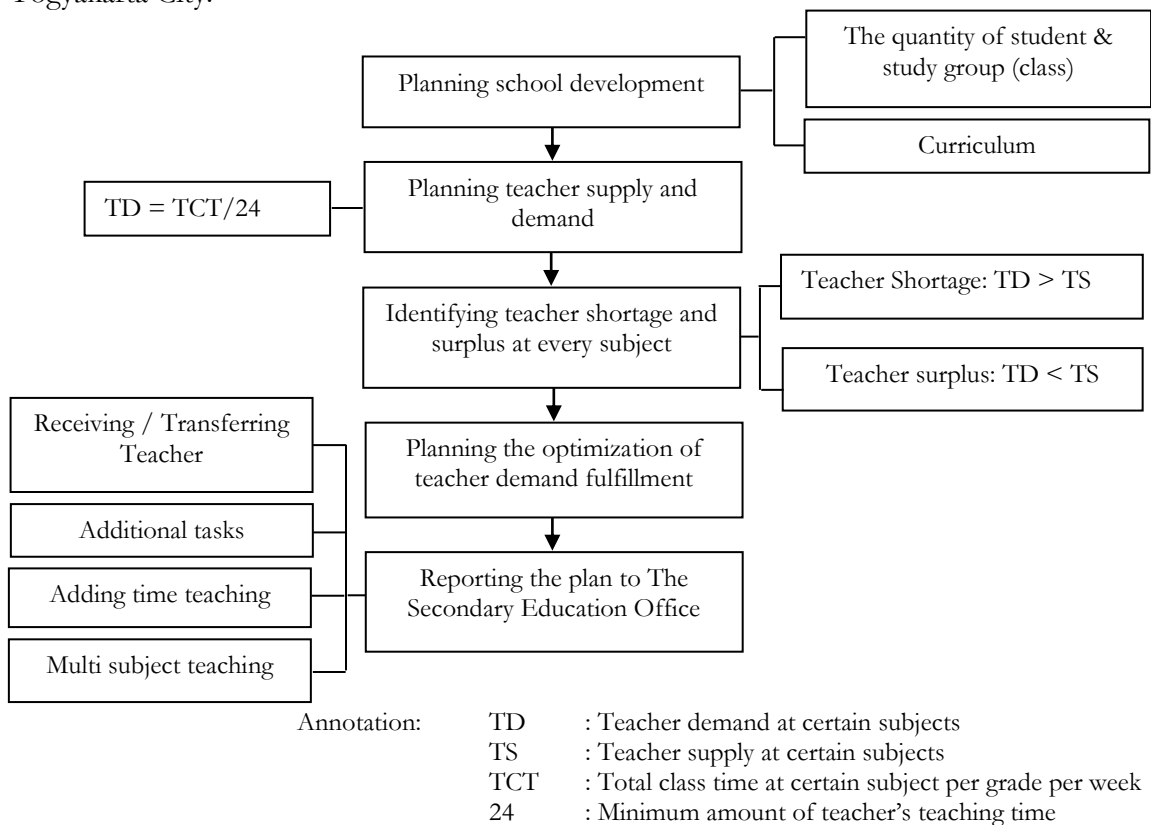 Yogyakarta City.
The quantity of student &
study group (class)
Planning school development
Curriculum
Planning teacher supply and
demand
TD = TCT/24
Teacher Shortage: TD > TS
Identifying teacher shortage and
surplus at every subject
Teacher surplus: TD < TS
Receiving / Transferring
Teacher
Planning the optimization of
teacher demand fulfillment
Additional tasks
Reporting the plan to The
Secondary Education Office
Adding time teaching
Multi subject teaching
Annotation: TD : Teacher demand at certain subjects
TS : Teacher supply at certain subjects
TCT : Total class time at certain subject per grade per week
24 : Minimum amount of teacher's teaching time